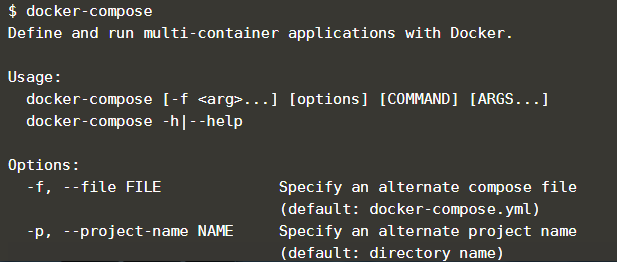 $ docker-compose
Define and run multi-container applications with Docker.

Usage:
  docker-compose [-f <arg>...] [options] [COMMAND] [ARGS...]
  docker-compose -h|--help

Options:
  -f, --file FILE             Specify an alternate compose file
                              (default: docker-compose.yml)
  -p, --project-name NAME     Specify an alternate project name
                              (default: directory name)